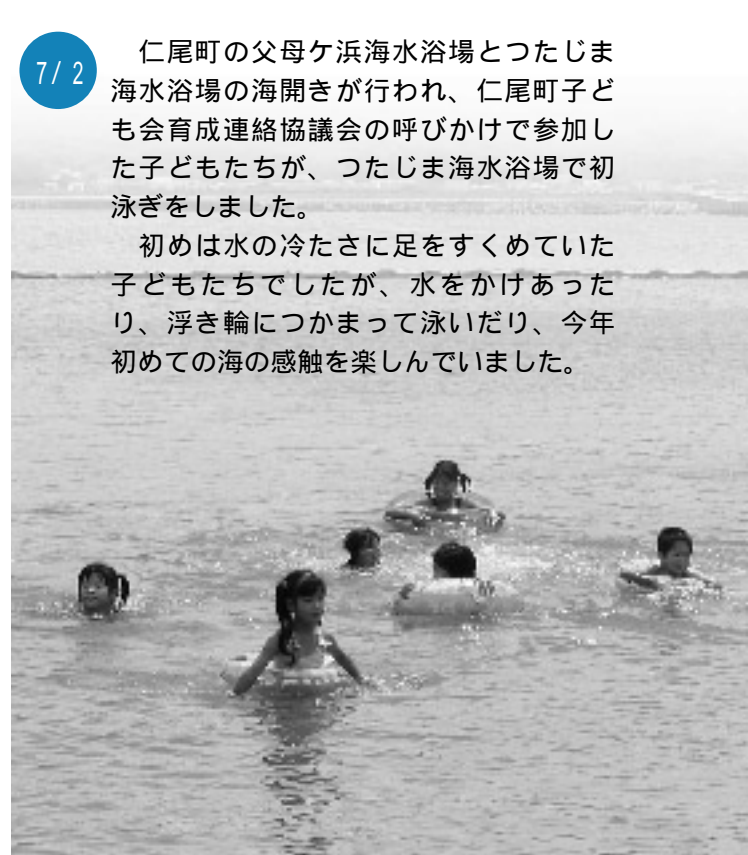 7/2
仁尾町の父母ケ浜海水浴場とつたじま
海水浴場の海開きが行われ、仁尾町子ど
も会育成連絡協議会の呼びかけで参加し
た子どもたちが、つたじま海水浴場で初
泳ぎをしました。
初めは水の冷たさに足をすくめていた
子どもたちでしたが、水をかけあった
り、浮き輪につかまって泳いだり、今年
初めての海の感触を楽しんでいました。